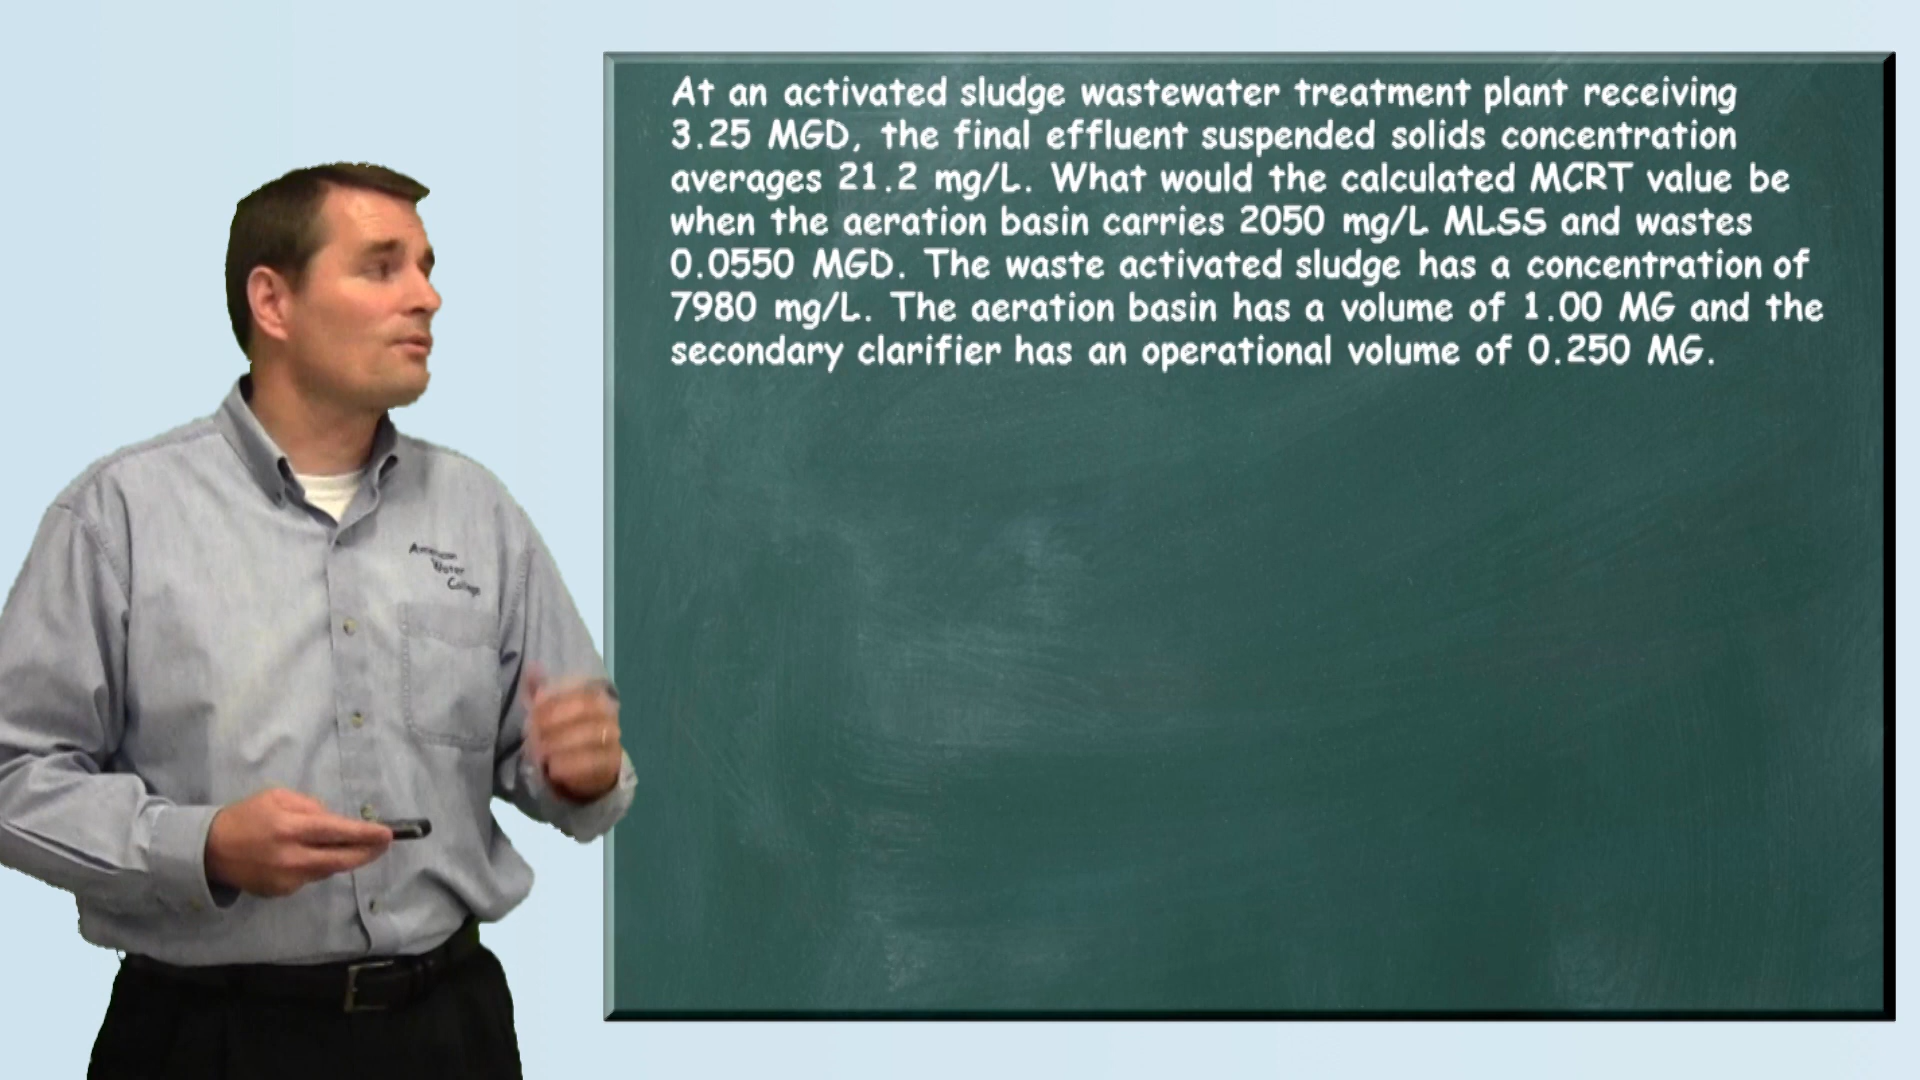 At an activated sludge wastewater treatment plant receiving
3.25 MGD, the final effluent suspended solids concentration
averages 21.2 mg/L. What would the calculated MCRT value be
when the aeration basin carries 2050 mg/L MLSS and wastes
0.0550 MGD. The waste activated sludge has a concentration of
7980 mg/L. The aeration basin has a volume of 1.00 MG and the
secondary clarifier has an operational volume of 0.250 MG.
American
Water
College